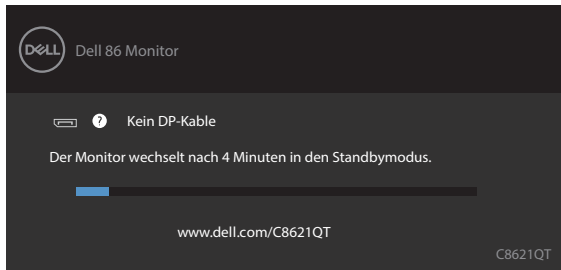 DELL
Dell 86 Monitor
? Kein DP-Kable
Der Monitor wechselt nach 4 Minuten in den Standbymodus.
www.dell.com/C8621QT
C8621QT